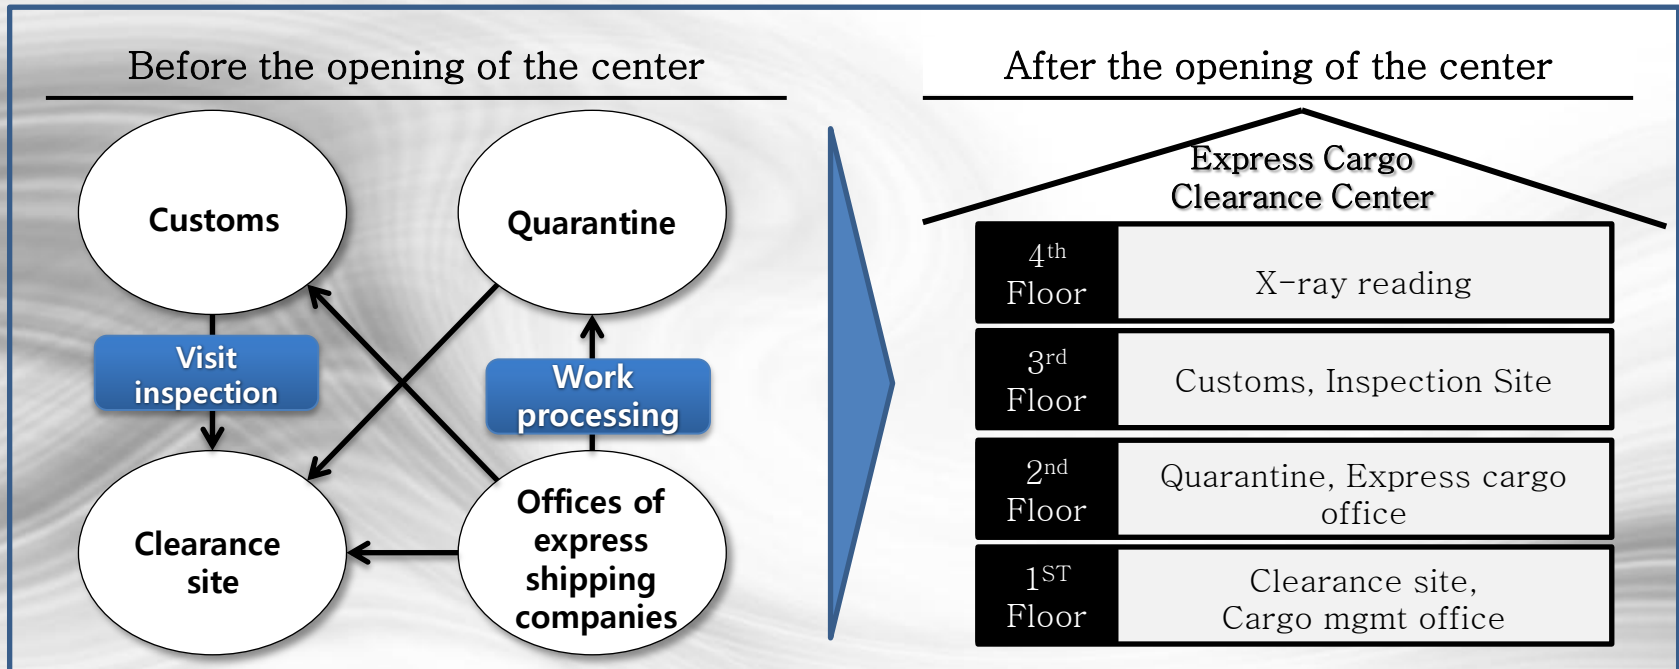 Before the opening of the center
Customs
Quarantine
Visit
inspection
Work
processing
Clearance
site
Offices of
express
shipping
companies
After the opening of the center
Express Cargo
Clearance Center
4th
Floor
X-ray reading
3rd
Floor
Customs, Inspection Site
2nd
Floor
Quarantine, Express cargo
office
1ST
Floor
Clearance site,
Cargo mgmt office